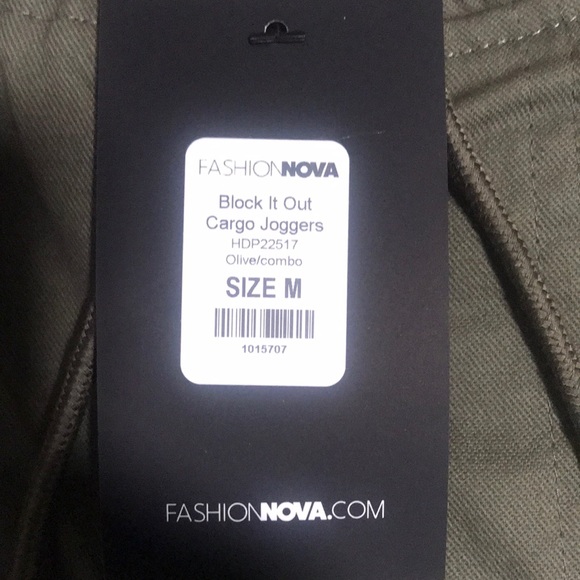 FASHIONNOVA
Block It Out
Cargo Joggers
HDP22517
Olive/combo
SIZE M
1015707
FASHIONNOVA.COM